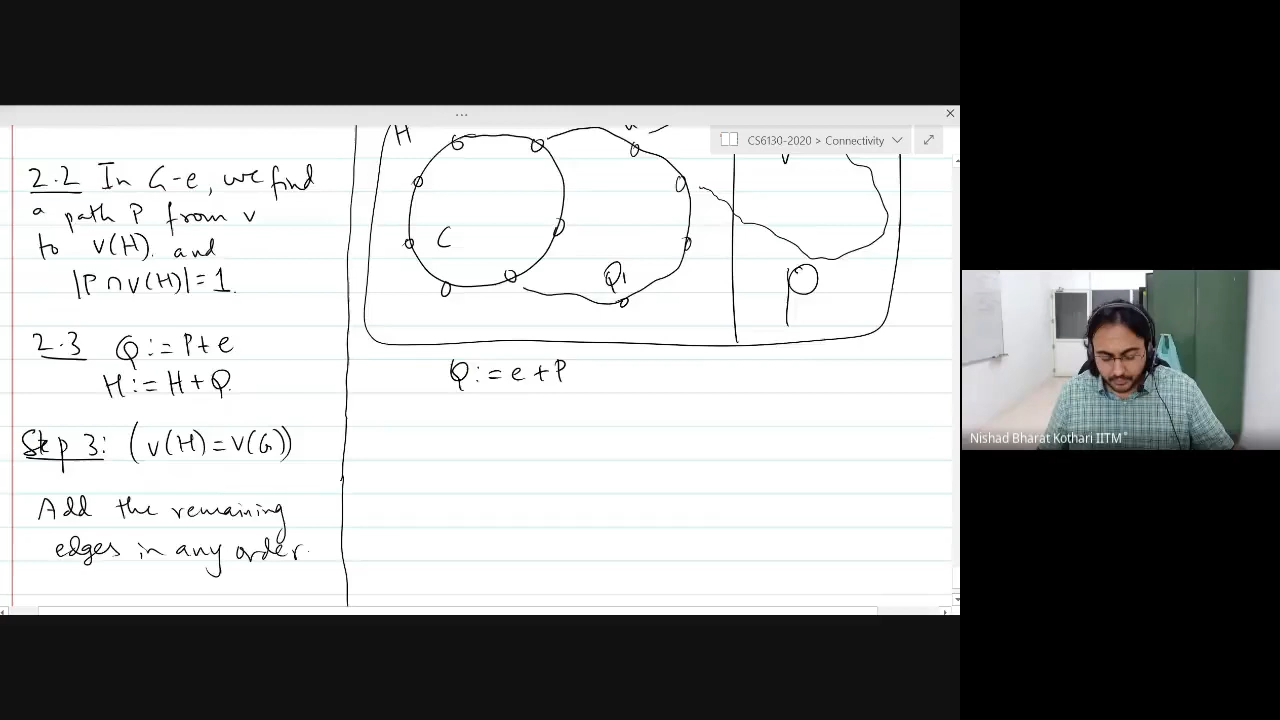 CS6130-2020 > Connectivity
2.2 In G-e, we find
a path P from v
to V(H). and
|P ∩ V(H)| = 1.
2.3 Q := P+e
H := H+Q.
Step 3: (V(H) = V(G))
Add the remaining
edges in any order.
H
C
Q1
v
P
Q := e + P
Nishad Bharat Kothari IITM